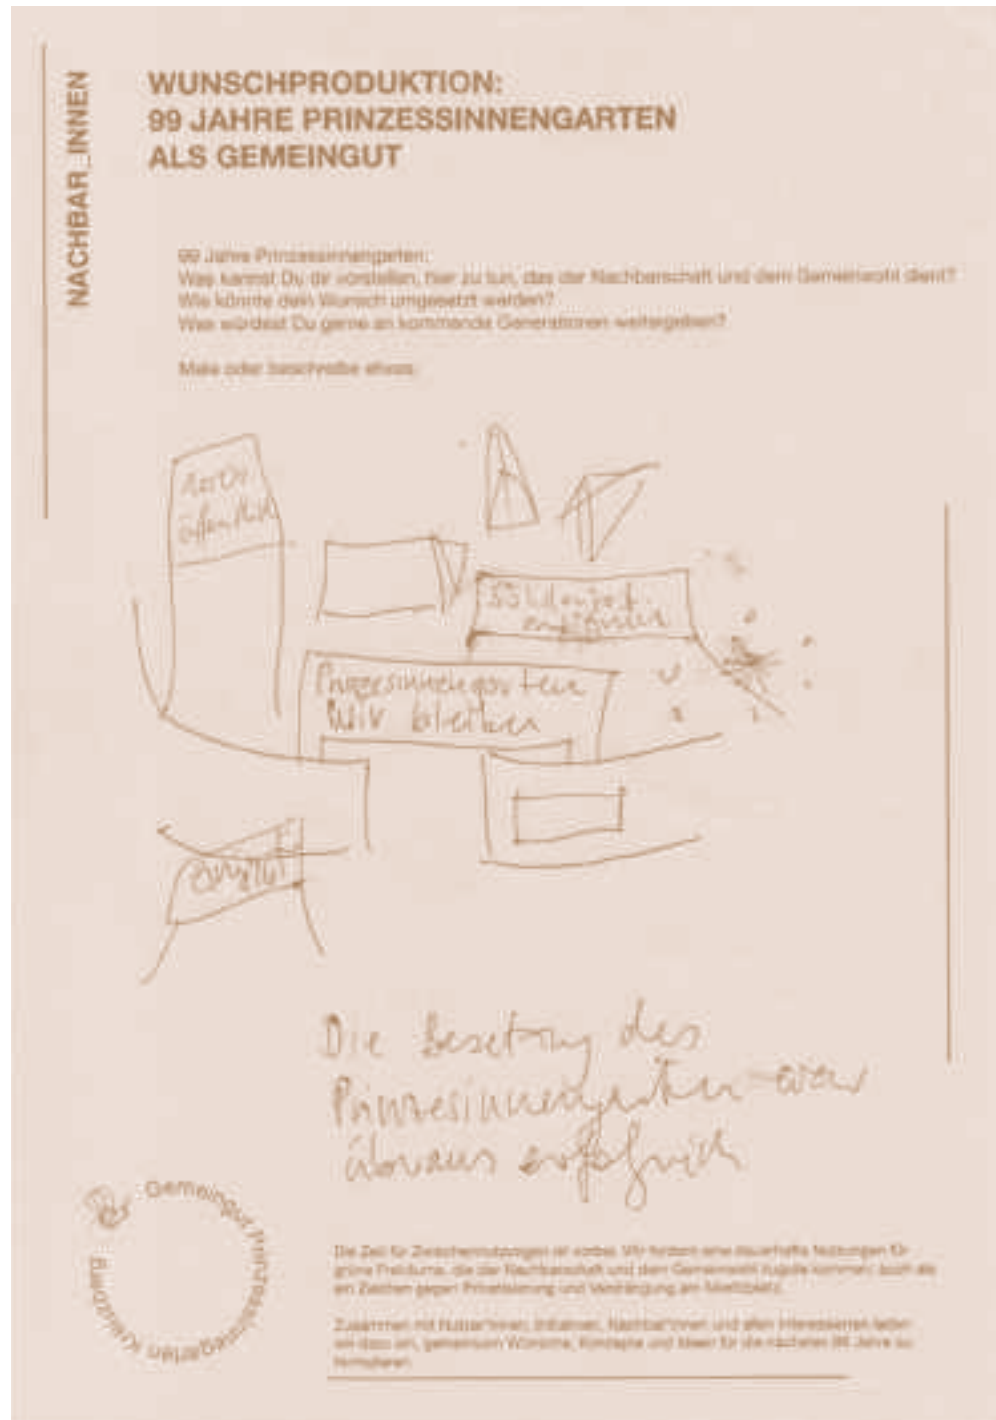 NACHBAR_INNEN
WUNSCHPRODUKTION:
99 JAHRE PRINZESSINNENGARTEN
ALS GEMEINGUT
99 Jahre Prinzessinnengarten:
Was kannst Du dir vorstellen, hier zu tun, das der Nachbarschaft und dem Gemeinwohl dient?
Wie könnte dein Wunsch umgesetzt werden?
Was würdest Du gerne an kommende Generationen weitergeben?
Male oder beschreibe etwas:
öffentlich
Prinzesinnengarten
Wir bleiben
Die Besetzung des
Prinzesinnengarten war
überaus erfolgreich
Gemeingut Prinzessinnengarten Kreuzberg
Die Zeit für Zwischennutzungen ist vorbei. Wir fordern eine dauerhafte Nutzungen für
grüne Freiräume, die der Nachbarschaft und dem Gemeinwohl zugute kommen; auch als
ein Zeichen gegen Privatisierung und Verdrängung am Moritzplatz.
Zusammen mit Nutzer*innen, Initiativen, Nachbar*innen und allen Interessierten laden
wir dazu ein, gemeinsam Wünsche, Konzepte und Ideen für die nächsten 99 Jahre zu
formulieren.